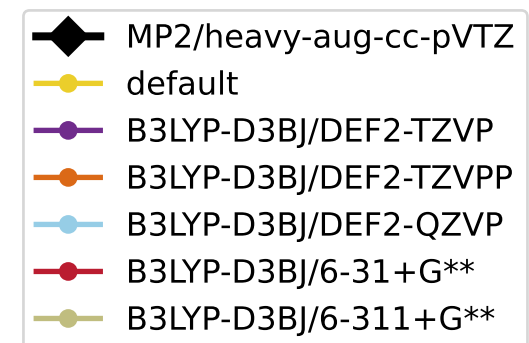 MP2/heavy-aug-cc-pVTZ
default
B3LYP-D3BJ/DEF2-TZVP
B3LYP-D3BJ/DEF2-TZVPP
B3LYP-D3BJ/DEF2-QZVP
B3LYP-D3BJ/6-31+G**
B3LYP-D3BJ/6-311+G**